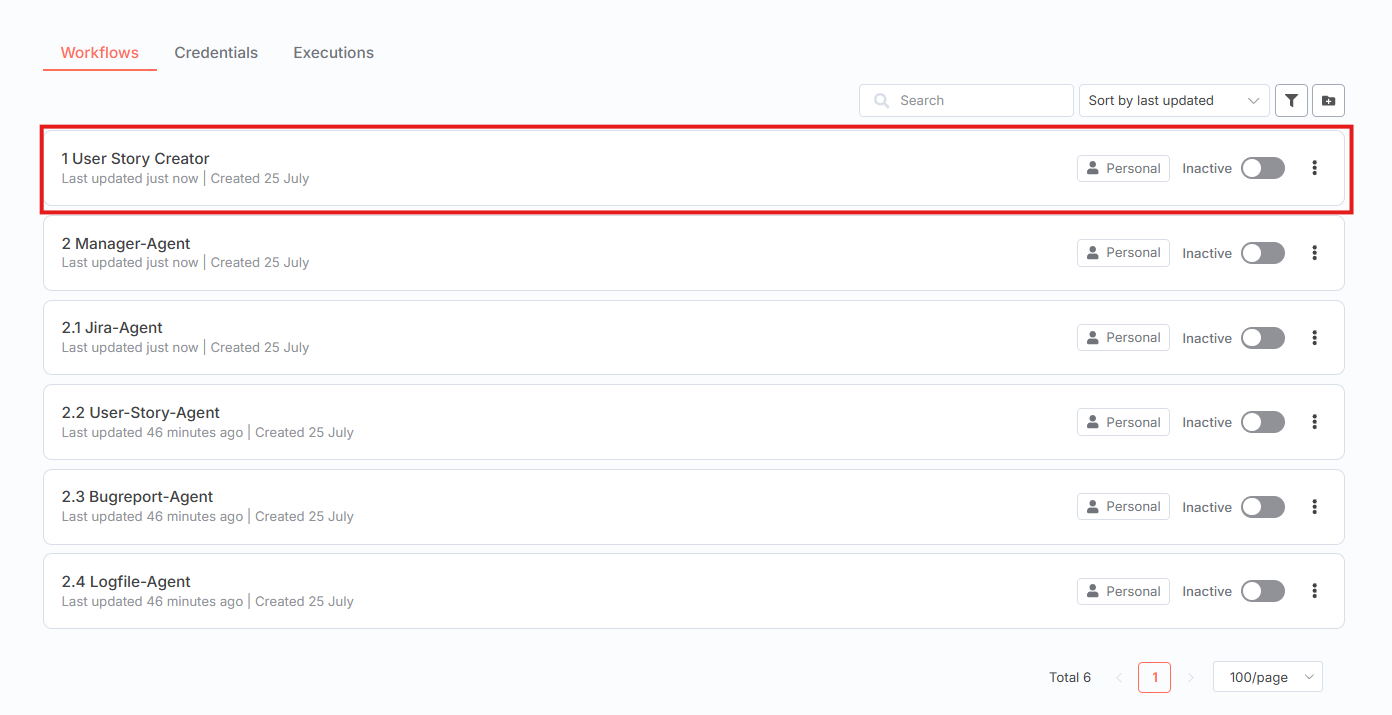 Workflows Credentials Executions
Search Sort by last updated
1 User Story Creator
Last updated just now | Created 25 July
Personal Inactive
2 Manager-Agent
Last updated just now | Created 25 July
Personal Inactive
2.1 Jira-Agent
Last updated just now | Created 25 July
Personal Inactive
2.2 User-Story-Agent
Last updated 46 minutes ago | Created 25 July
Personal Inactive
2.3 Bugreport-Agent
Last updated 46 minutes ago | Created 25 July
Personal Inactive
2.4 Logfile-Agent
Last updated 46 minutes ago | Created 25 July
Personal Inactive
Total 6 1 100/page